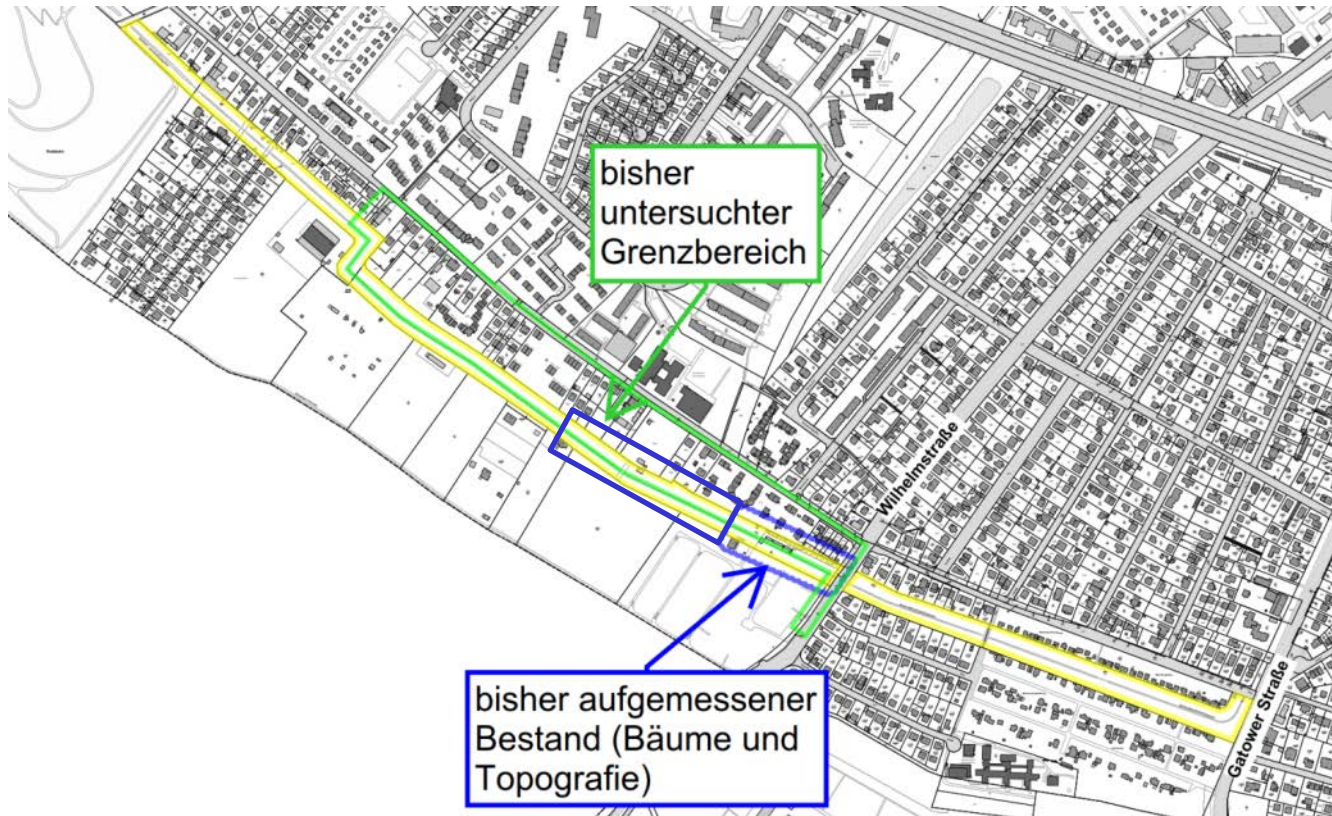 bisher
untersuchter
Grenzbereich
Wilhelmstraße
Gatower Straße
bisher aufgemessener
Bestand (Bäume und
Topografie)